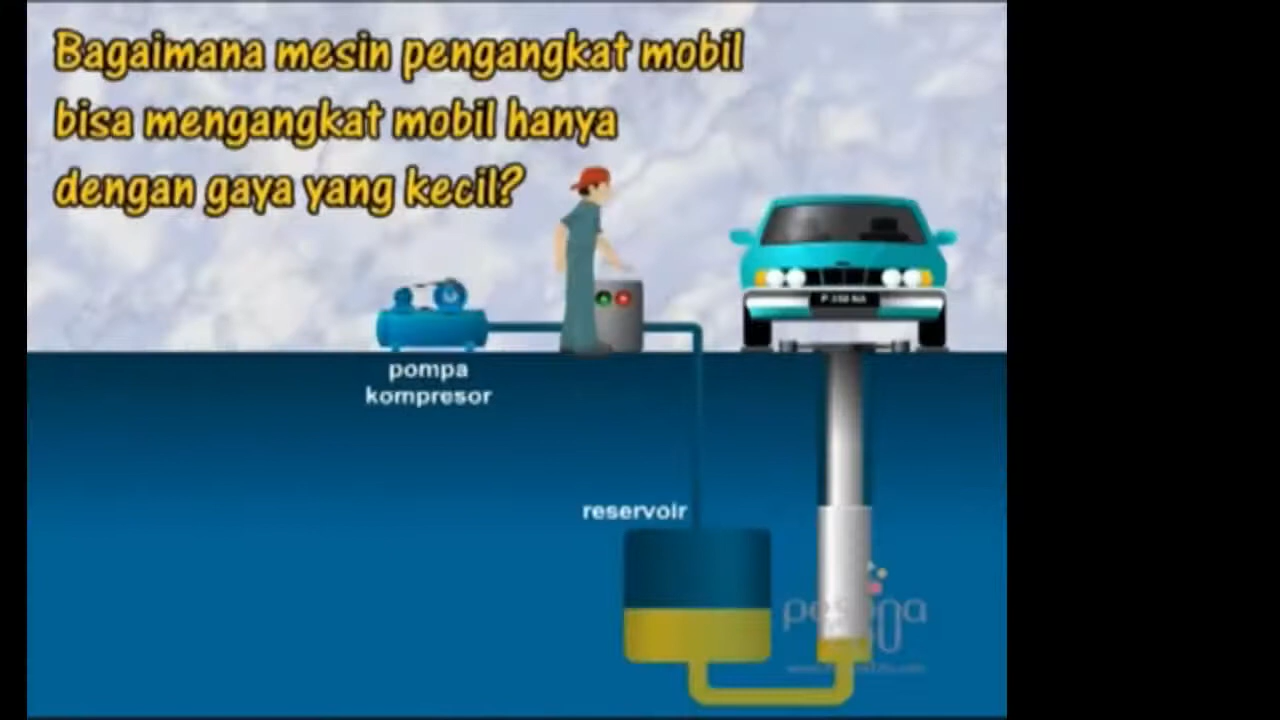 Bagaimana mesin pengangkat mobil
bisa mengangkat mobil hanya
dengan gaya yang kecil?
pompa
kompresor
reservoir